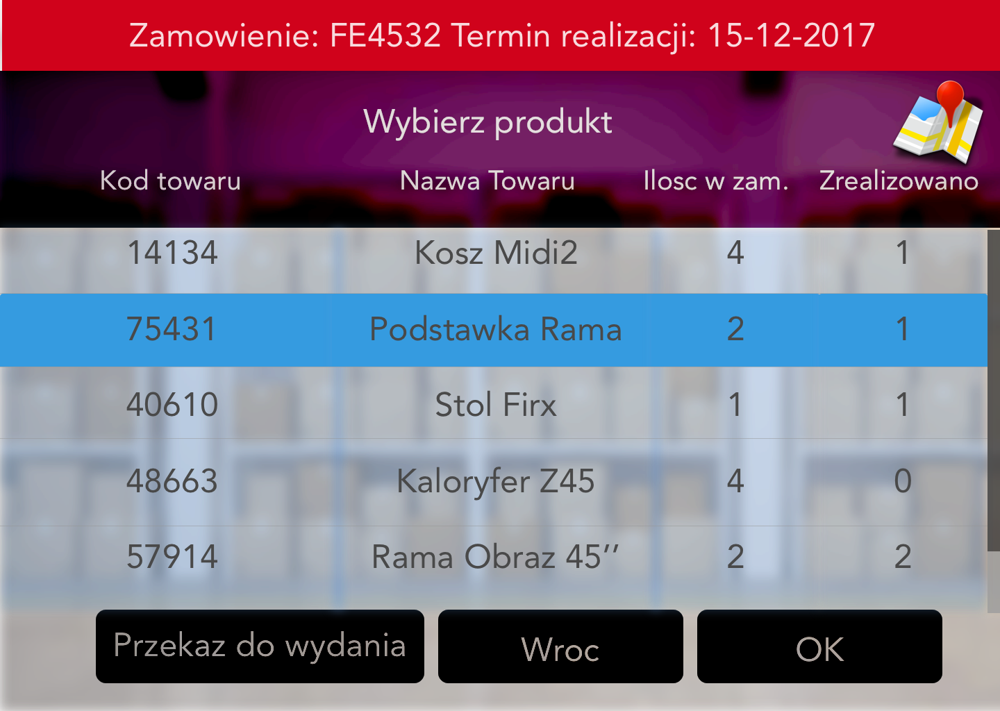 Zamowienie: FE4532 Termin realizacji: 15-12-2017
Wybierz produkt
Kod towaru Nazwa Towaru Ilosc w zam. Zrealizowano
14134 Kosz Midi2 4 1
75431 Podstawka Rama 2 1
40610 Stol Firx 1 1
48663 Kaloryfer Z45 4 0
57914 Rama Obraz 45’’ 2 2
Przekaz do wydania Wroc OK